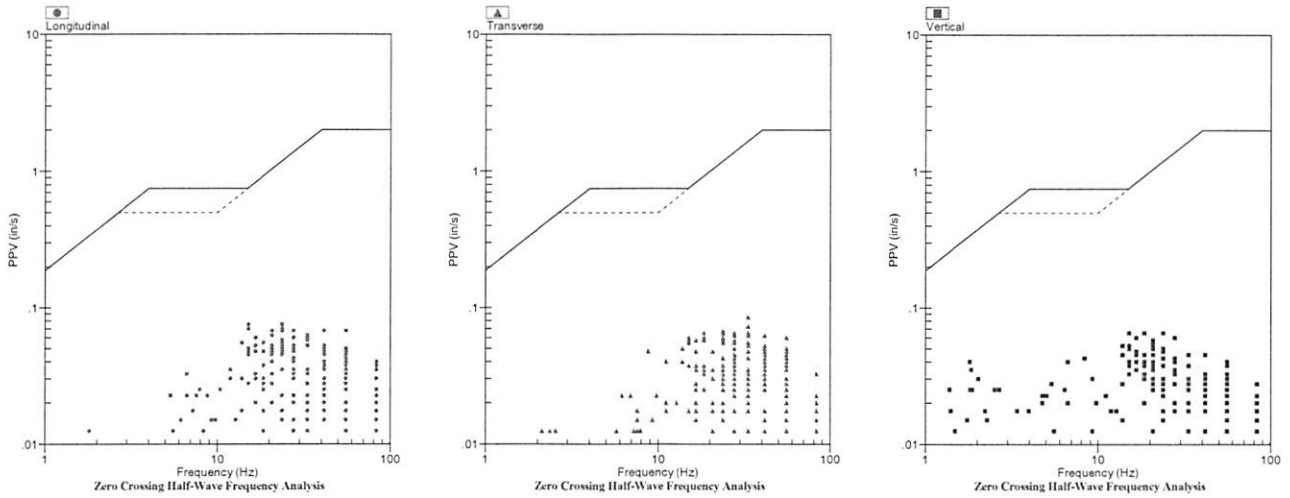 Longitudinal
10
1
.1
.01
PPV (in/s)
1
10
100
Frequency (Hz)
Zero Crossing Half-Wave Frequency Analysis
Transverse
10
1
.1
.01
PPV (in/s)
1
10
100
Frequency (Hz)
Zero Crossing Half-Wave Frequency Analysis
Vertical
10
1
.1
.01
PPV (in/s)
1
10
100
Frequency (Hz)
Zero Crossing Half-Wave Frequency Analysis